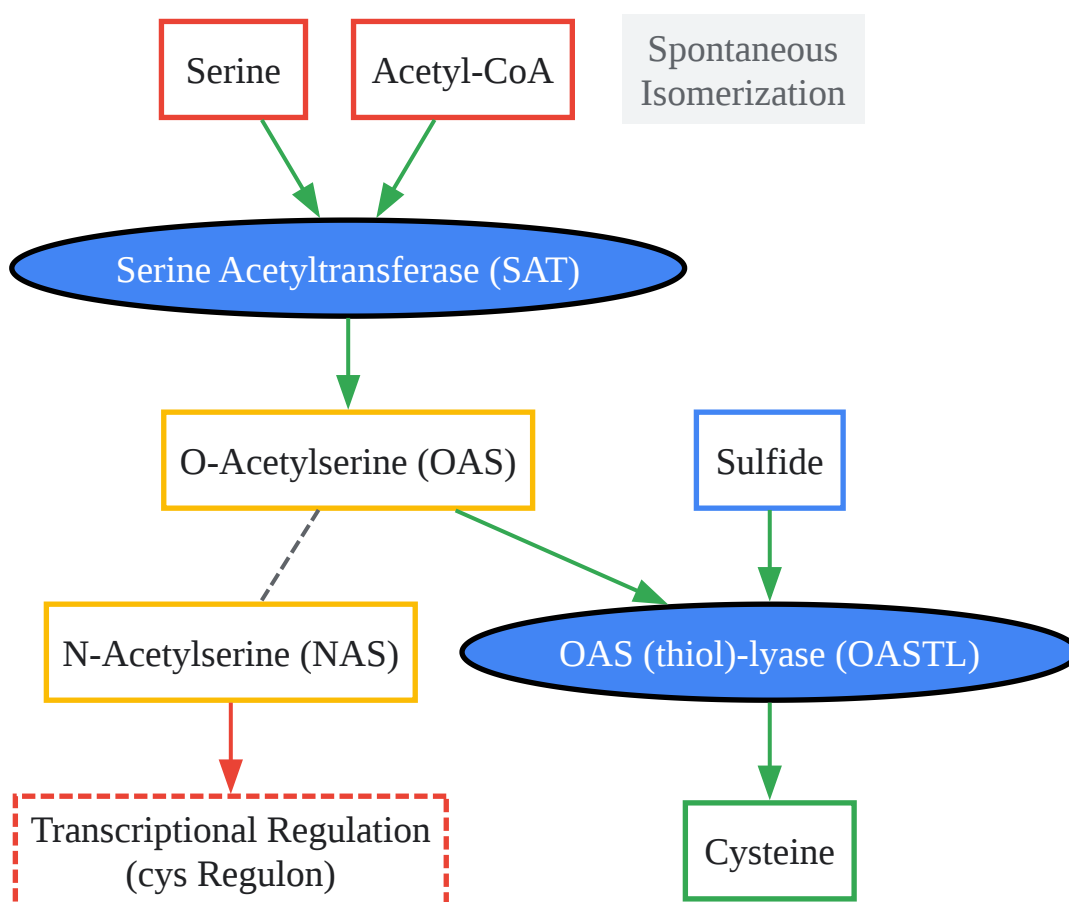 Serine
Acetyl-CoA
Spontaneous
Isomerization
Serine Acetyltransferase (SAT)
O-Acetylserine (OAS)
Sulfide
N-Acetylserine (NAS)
OAS (thiol)-lyase (OASTL)
Transcriptional Regulation
(cys Regulon)
Cysteine